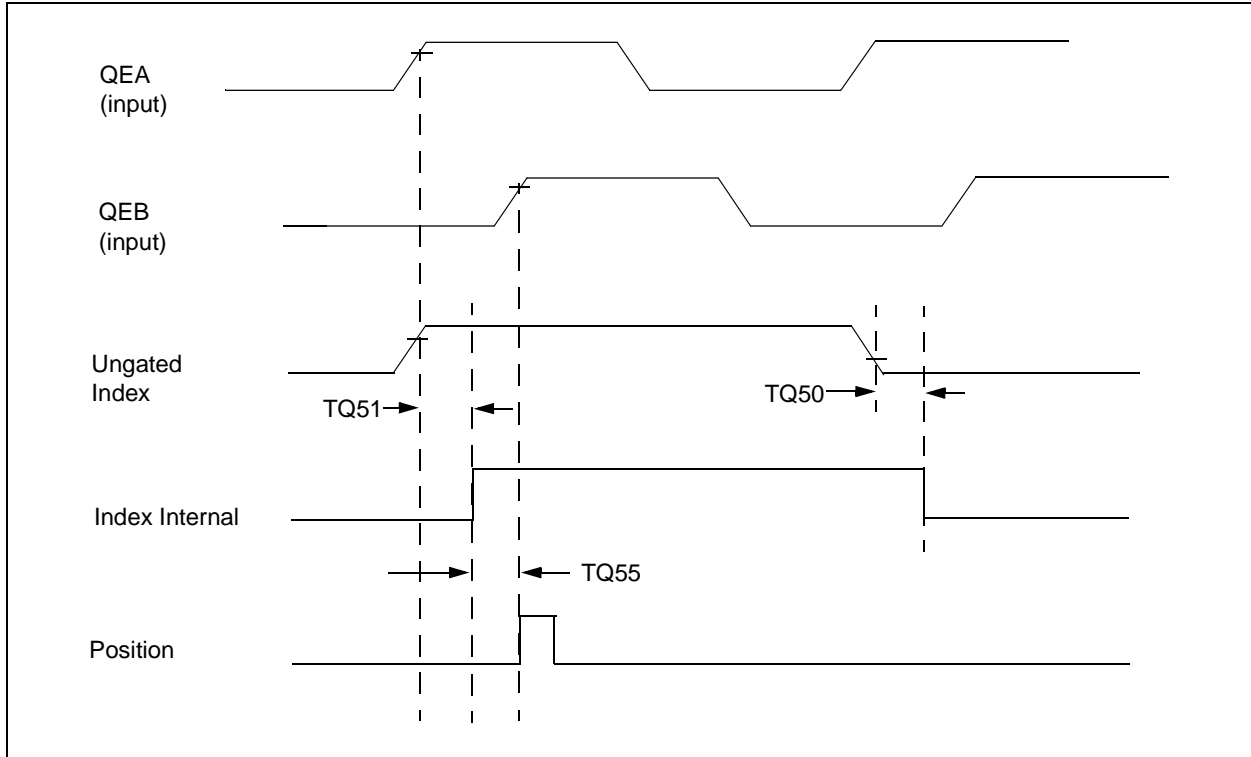 QEA
(input)
QEB
(input)
Ungated
Index
TQ51
TQ50
Index Internal
TQ55
Position